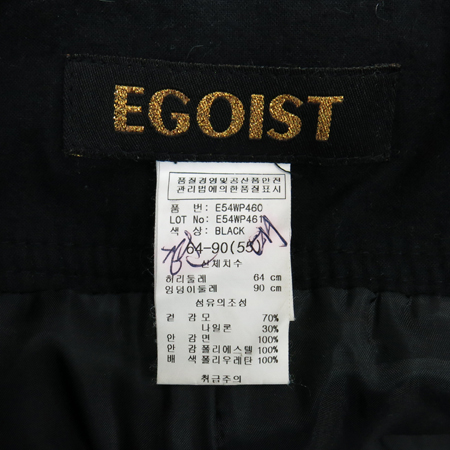 EGOIST
품질경영및공산품안전
관리법에의한품질표시
품 번: E54WP460
LOT No: E54WP461
색 상: BLACK
64-90(55)
신체치수
허리둘레 64 cm
엉덩이둘레 90 cm
섬유의조성
겉 감 모 70%
나일론 30%
안 감 면 100%
안 감 폴리에스텔 100%
배 색 폴리우레탄 100%
취급주의